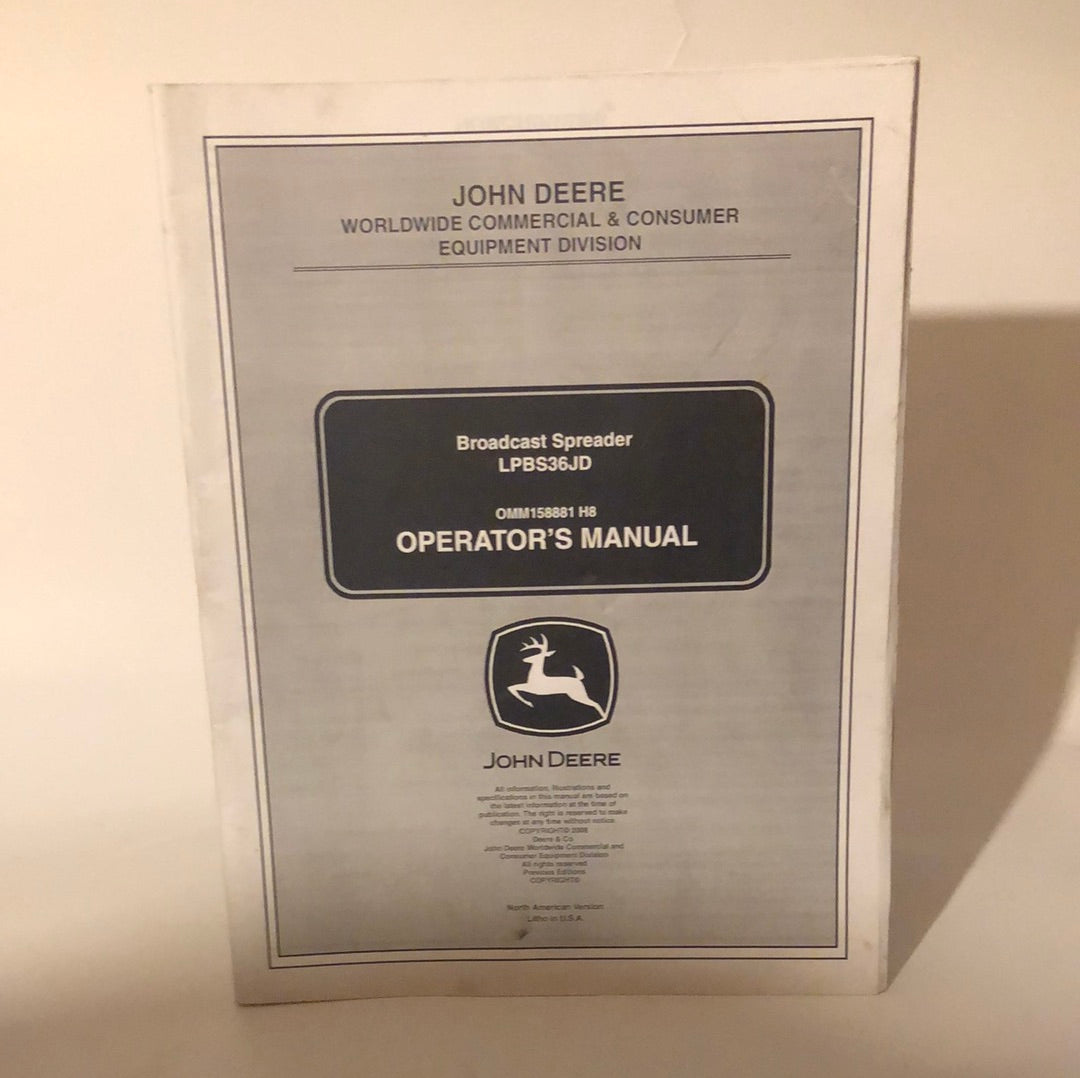 JOHN DEERE
WORLDWIDE COMMERCIAL & CONSUMER
EQUIPMENT DIVISION
Broadcast Spreader
LPBS36JD
OMM158881 H8
OPERATOR'S MANUAL
JOHN DEERE
All information, illustrations and
specifications in this manual are based on
the latest information at the time of
publication. The right is reserved to make
changes at any time without notice.
COPYRIGHT©
Deere & Co.
John Deere Worldwide Commercial and
Consumer Equipment Division
All rights reserved
Previous Editions
COPYRIGHT©
North American Version
Litho in U.S.A.